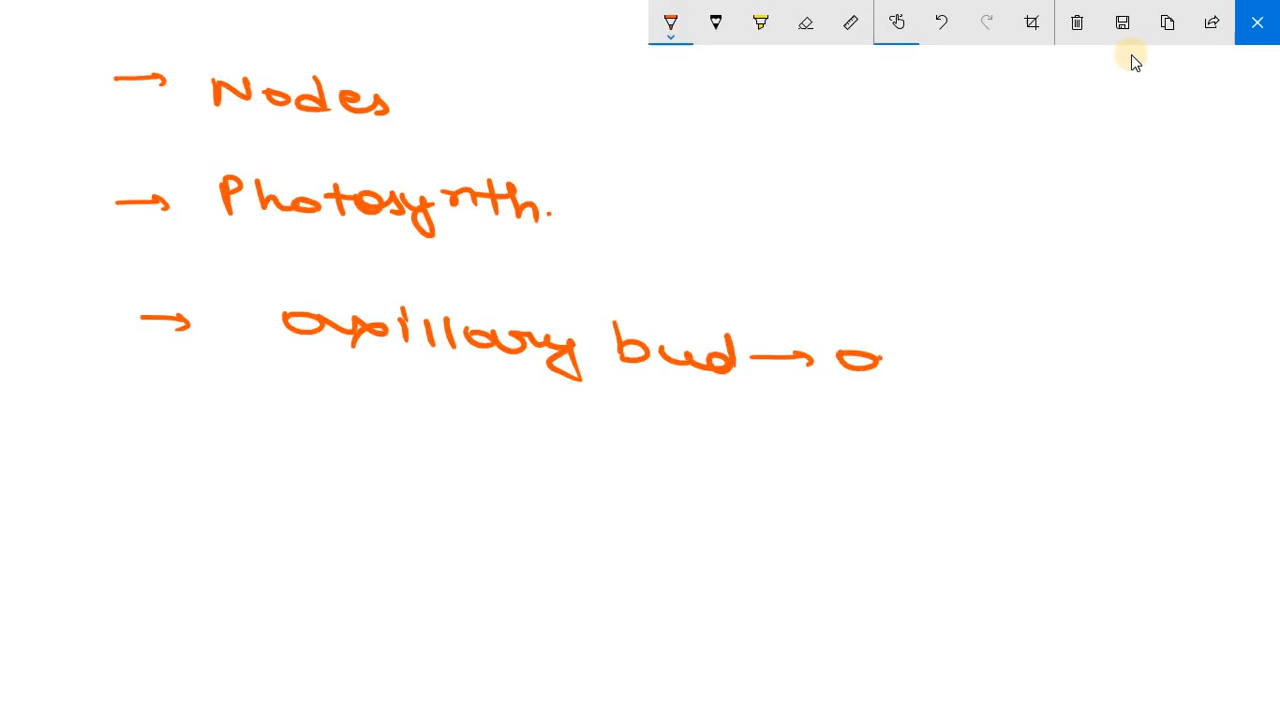 → Nodes
→ Photosynth.
→ axillary bud → a